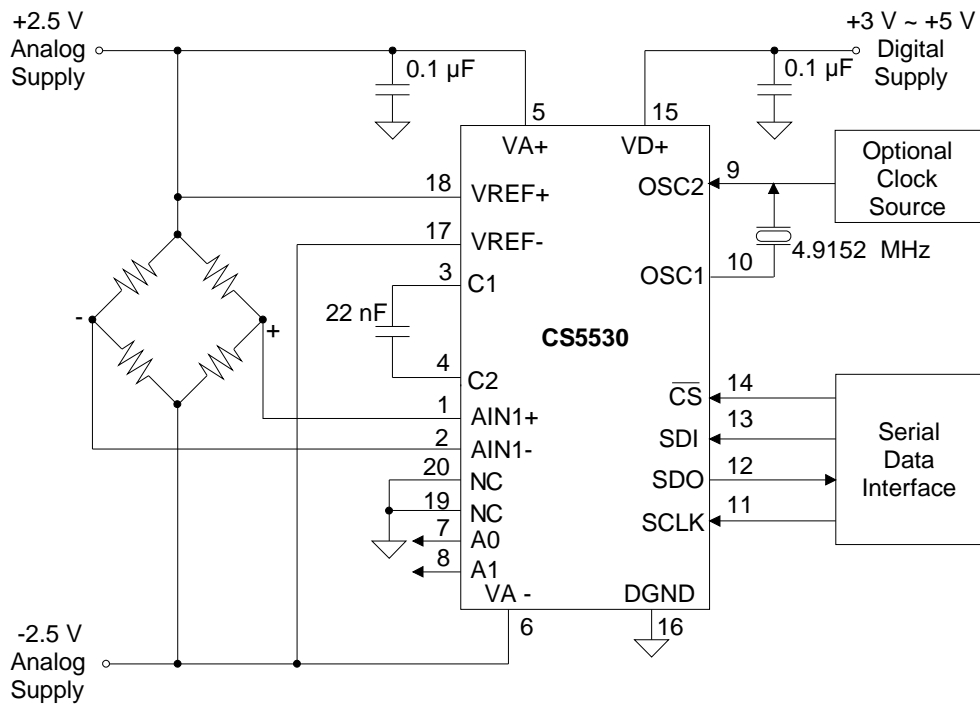 +2.5 V
Analog
Supply
0.1 µF
+3 V ~ +5 V
Digital
Supply
0.1 µF
5
15
VA+
VD+
Optional
Clock
Source
9
OSC2
18
VREF+
17
VREF-
4.9152 MHz
10
OSC1
3
C1
22 nF
-
+
CS5530
4
C2
1
AIN1+
2
AIN1-
20
NC
19
NC
7
A0
8
A1
14
CS
13
SDI
12
SDO
11
SCLK
Serial
Data
Interface
VA -
DGND
6
16
-2.5 V
Analog
Supply